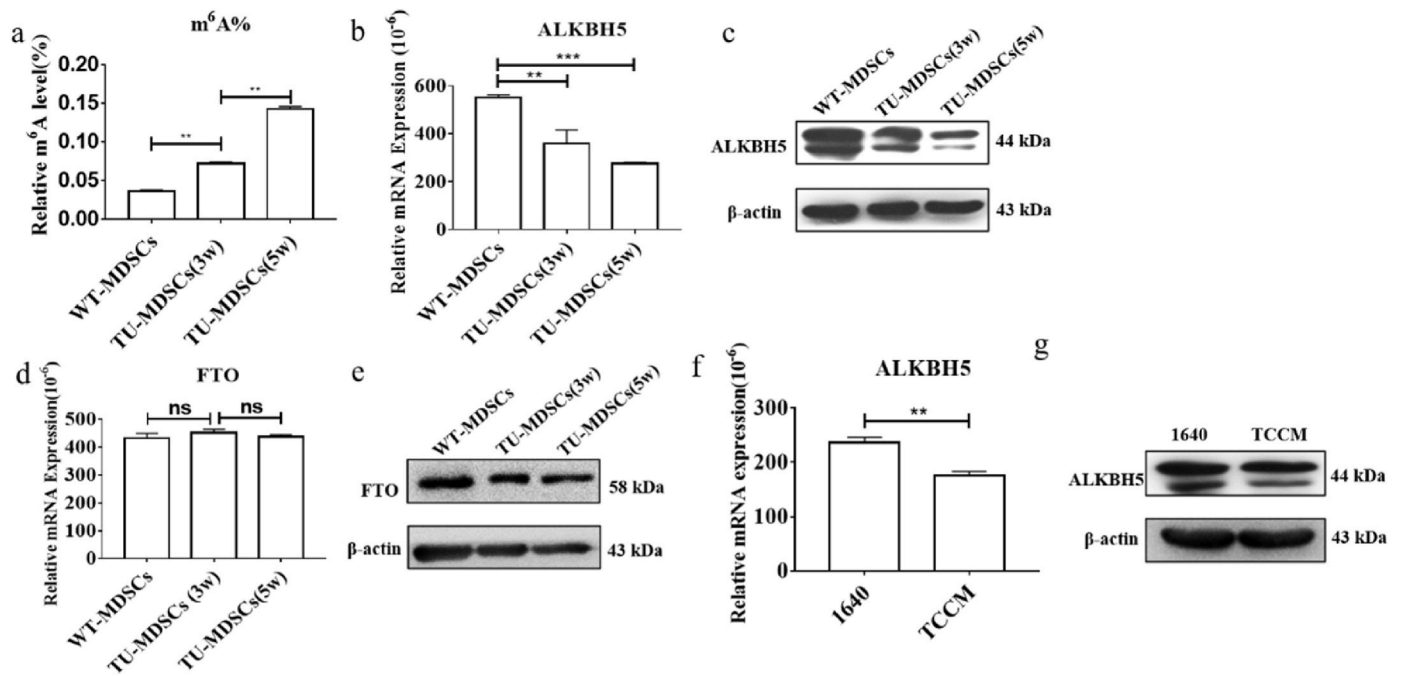 a
m⁶A%
Relative m⁶A level(%)
0.20
0.15
0.10
0.05
0.00
**
**
WT-MDSCs
TU-MDSCs(3w)
TU-MDSCs(5w)
b
ALKBH5
Relative mRNA Expression (10⁻⁶)
600
400
200
0
***
**
WT-MDSCs
TU-MDSCs(3w)
TU-MDSCs(5w)
c
WT-MDSCs
TU-MDSCs(3w)
TU-MDSCs(5w)
ALKBH5
44 kDa
β-actin
43 kDa
d
FTO
Relative mRNA Expression(10⁻⁶)
500
400
300
200
100
0
ns
ns
WT-MDSCs
TU-MDSCs (3w)
TU-MDSCs(5w)
e
WT-MDSCs
TU-MDSCs(3w)
TU-MDSCs(5w)
FTO
58 kDa
β-actin
43 kDa
f
ALKBH5
Relative mRNA expression(10⁻⁶)
300
200
100
0
**
1640
TCCM
g
1640
TCCM
ALKBH5
44 kDa
β-actin
43 kDa